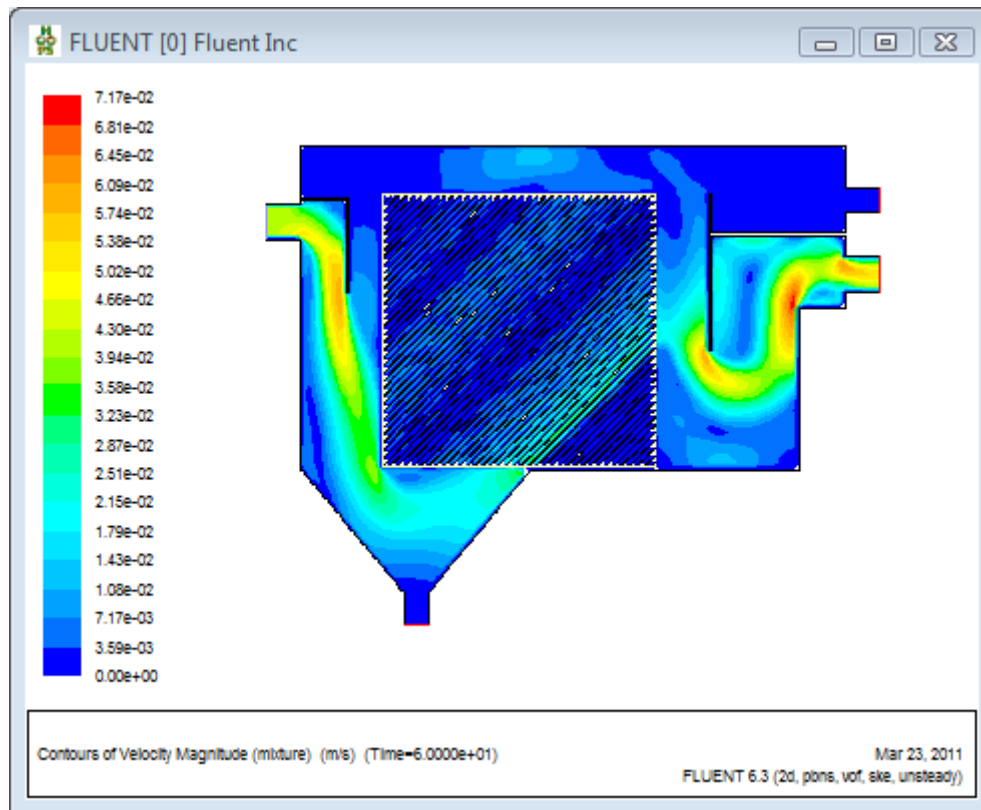 FLUENT [0] Fluent Inc
7.17e-02
6.81e-02
6.45e-02
6.09e-02
5.74e-02
5.38e-02
5.02e-02
4.66e-02
4.30e-02
3.94e-02
3.58e-02
3.23e-02
2.87e-02
2.51e-02
2.15e-02
1.79e-02
1.43e-02
1.08e-02
7.17e-03
3.59e-03
0.00e+00
Contours of Velocity Magnitude (mixture) (m/s) (Time=6.0000e+01)
Mar 23, 2011
FLUENT 6.3 (2d, pbns, vof, ske, unsteady)